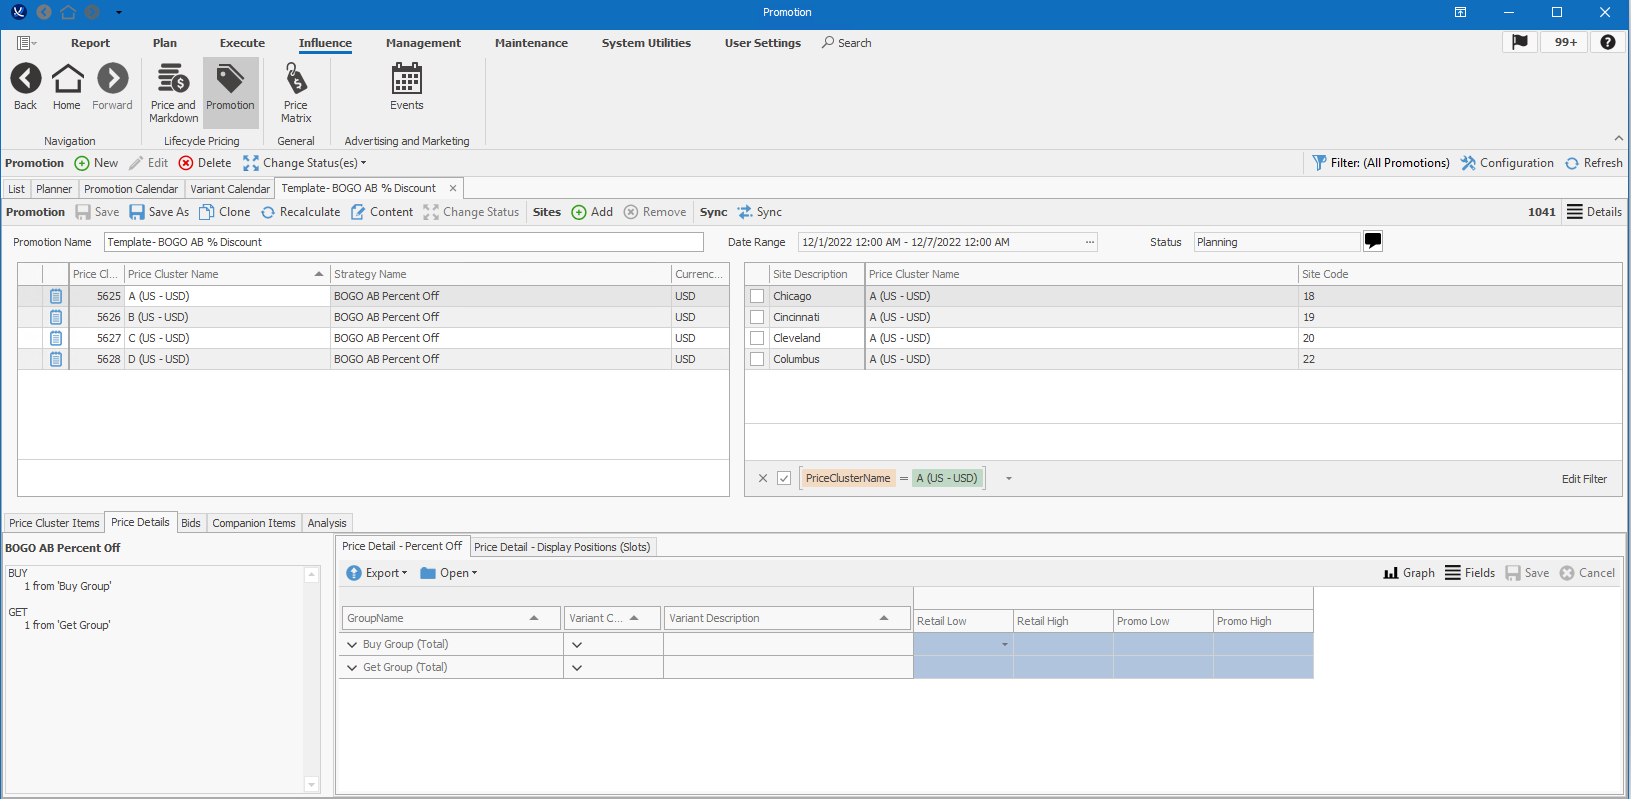 Promotion
Report Plan Execute Influence Management Maintenance System Utilities User Settings Search 99+ ?
Back Home Forward Price and Markdown Promotion Price Matrix Events
Navigation Lifecycle Pricing General Advertising and Marketing
Promotion New Edit Delete Change Status(es) Filter: (All Promotions) Configuration Refresh
List Planner Promotion Calendar Variant Calendar Template- BOGO AB % Discount
Promotion Save Save As Clone Recalculate Content Change Status Sites Add Remove Sync Sync 1041 Details
Promotion Name Template- BOGO AB % Discount Date Range 12/1/2022 12:00 AM - 12/7/2022 12:00 AM ... Status Planning
Price Cl... Price Cluster Name Strategy Name Currenc... Site Description Price Cluster Name Site Code
5625 A (US - USD) BOGO AB Percent Off USD Chicago A (US - USD) 18
5626 B (US - USD) BOGO AB Percent Off USD Cincinnati A (US - USD) 19
5627 C (US - USD) BOGO AB Percent Off USD Cleveland A (US - USD) 20
5628 D (US - USD) BOGO AB Percent Off USD Columbus A (US - USD) 22
PriceClusterName = A (US - USD) Edit Filter
Price Cluster Items Price Details Bids Companion Items Analysis
BOGO AB Percent Off
BUY
1 from 'Buy Group'
GET
1 from 'Get Group'
Price Detail - Percent Off Price Detail - Display Positions (Slots)
Export Open Graph Fields Save Cancel
GroupName Variant C... Variant Description Retail Low Retail High Promo Low Promo High
Buy Group (Total)
Get Group (Total)